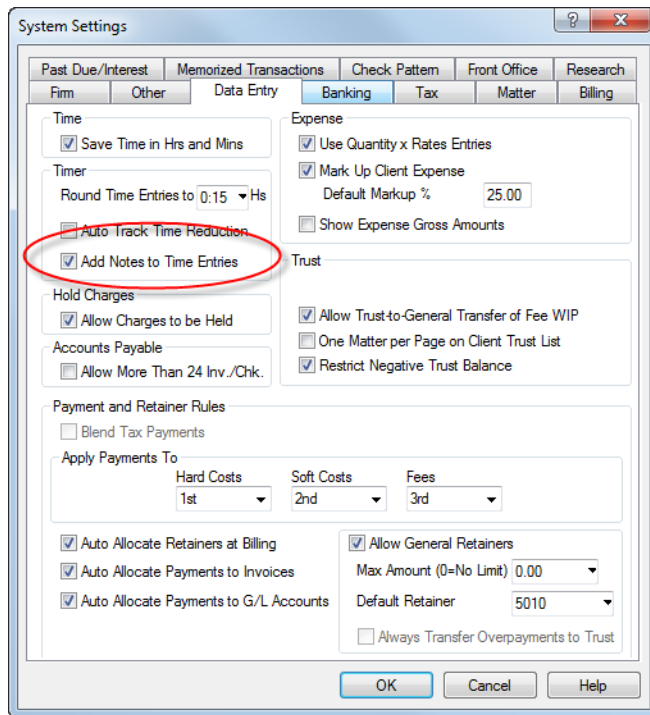 System Settings
Past Due/Interest Memorized Transactions Check Pattern Front Office Research
Firm Other Data Entry Banking Tax Matter Billing
Time
Save Time in Hrs and Mins
Timer
Round Time Entries to 0:15 Hs
Auto Track Time Reduction
Add Notes to Time Entries
Hold Charges
Allow Charges to be Held
Accounts Payable
Allow More Than 24 Inv./Chk.
Expense
Use Quantity x Rates Entries
Mark Up Client Expense
Default Markup % 25.00
Show Expense Gross Amounts
Trust
Allow Trust-to-General Transfer of Fee WIP
One Matter per Page on Client Trust List
Restrict Negative Trust Balance
Payment and Retainer Rules
Blend Tax Payments
Apply Payments To
Hard Costs Soft Costs Fees
1st 2nd 3rd
Auto Allocate Retainers at Billing
Auto Allocate Payments to Invoices
Auto Allocate Payments to G/L Accounts
Allow General Retainers
Max Amount (0=No Limit) 0.00
Default Retainer 5010
Always Transfer Overpayments to Trust
OK Cancel Help